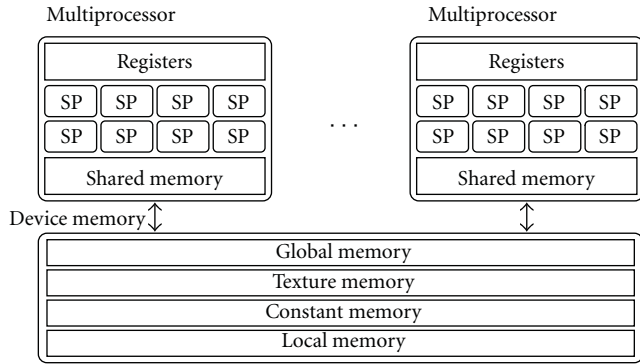 Multiprocessor
Multiprocessor
Registers
Registers
SP SP SP SP
SP SP SP SP
SP SP SP SP
SP SP SP SP
...
Shared memory
Shared memory
Device memory
Global memory
Texture memory
Constant memory
Local memory